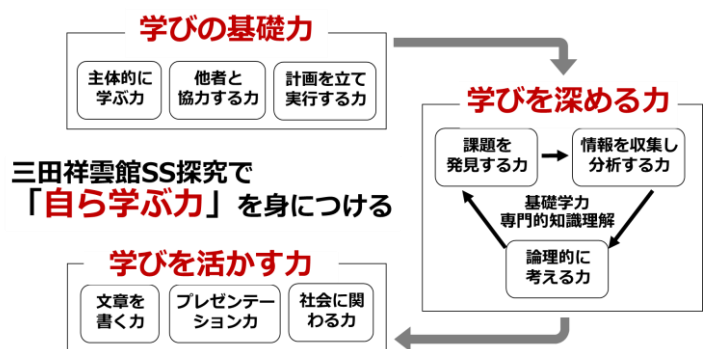 学びの基礎力
主体的に
学ぶ力
他者と
協力する力
計画を立て
実行する力
学びを深める力
課題を
発見する力
情報を収集し
分析する力
基礎学力
専門的知識理解
論理的に
考える力
三田祥雲館SS探究で
「自ら学ぶ力」を身につける
学びを活かす力
文章を
書く力
プレゼンテー
ション力
社会に関
わる力